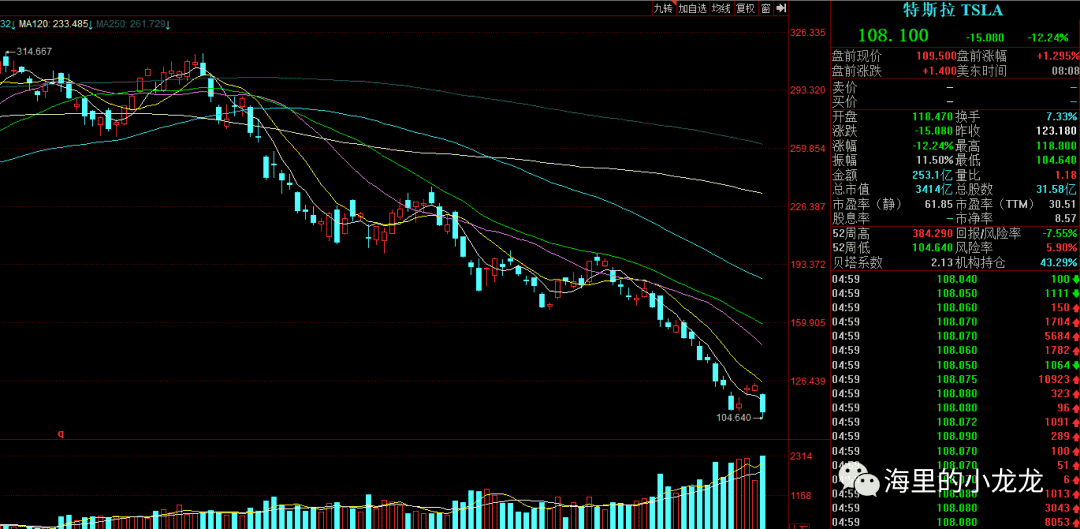 九转 加自选 均线 复权 窗
32↓ MA120: 233.485↓ MA250: 261.729↓
314.667
326.335
293.320
259.854
226.387
193.372
159.905
126.439
104.640
q
2314
1168
特斯拉 TSLA
108.100 -15.080 -12.24%
盘前现价 109.500 盘前涨幅 +1.295%
盘前涨跌 +1.400 美东时间 08:08
卖价 — —
买价 — —
开盘 118.470 换手 7.33%
涨跌 -15.080 昨收 123.180
涨幅 -12.24% 最高 118.800
振幅 11.50% 最低 104.640
金额 253.1亿 量比 1.18
总市值 3414亿 总股数 31.58亿
市盈率（静） 61.85 市盈率（TTM） 30.51
股息率 — 市净率 8.57
52周高 384.290 回报/风险率 -7.55%
52周低 104.640 风险率 5.90%
贝塔系数 2.13 机构持仓 43.29%
04:59 108.040 100
04:59 108.050 1111
04:59 108.060 150
04:59 108.070 1704
04:59 108.070 5684
04:59 108.060 1782
04:59 108.050 1064
04:59 108.075 10923
04:59 108.080 323
04:59 108.080 96
04:59 108.072 1091
04:59 108.090 289
04:59 108.070 100
04:59 108.070 51
6
04:59 108.080 1013
04:59 108.080 3043
04:59 108.080 8053
海里的小龙龙